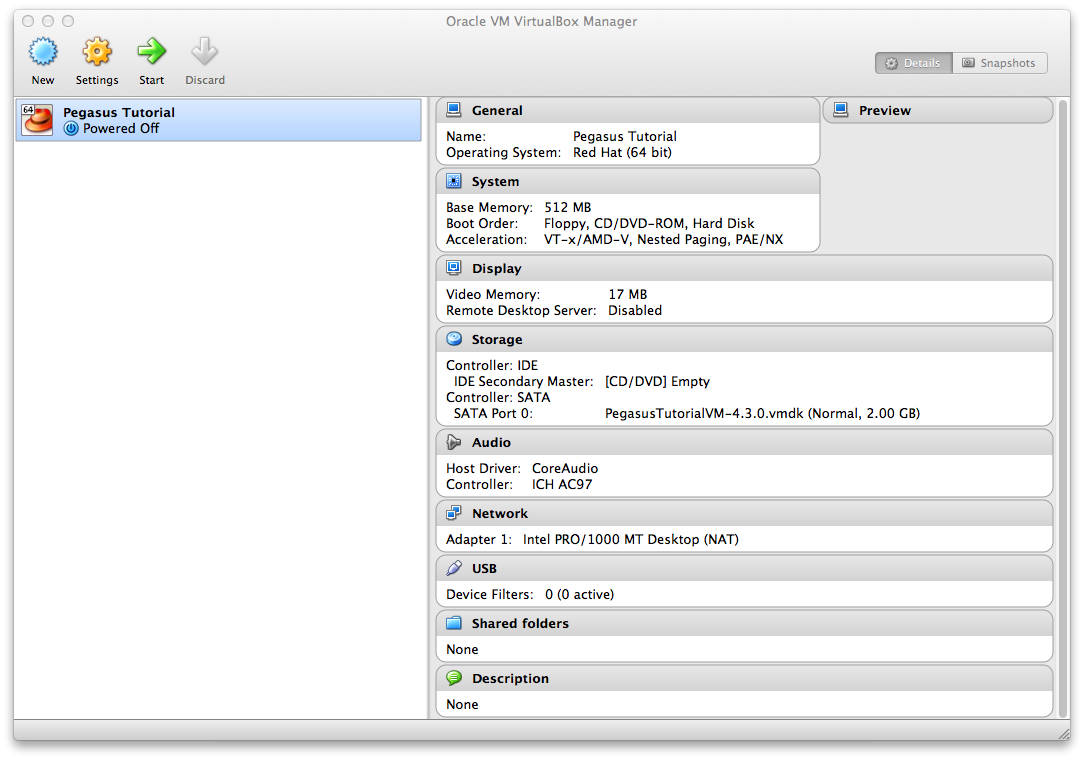 Oracle VM VirtualBox Manager
New Settings Start Discard
Details Snapshots
64
Pegasus Tutorial
Powered Off
General
Name: Pegasus Tutorial
Operating System: Red Hat (64 bit)
Preview
System
Base Memory: 512 MB
Boot Order: Floppy, CD/DVD-ROM, Hard Disk
Acceleration: VT-x/AMD-V, Nested Paging, PAE/NX
Display
Video Memory: 17 MB
Remote Desktop Server: Disabled
Storage
Controller: IDE
IDE Secondary Master: [CD/DVD] Empty
Controller: SATA
SATA Port 0: PegasusTutorialVM-4.3.0.vmdk (Normal, 2.00 GB)
Audio
Host Driver: CoreAudio
Controller: ICH AC97
Network
Adapter 1: Intel PRO/1000 MT Desktop (NAT)
USB
Device Filters: 0 (0 active)
Shared folders
None
Description
None